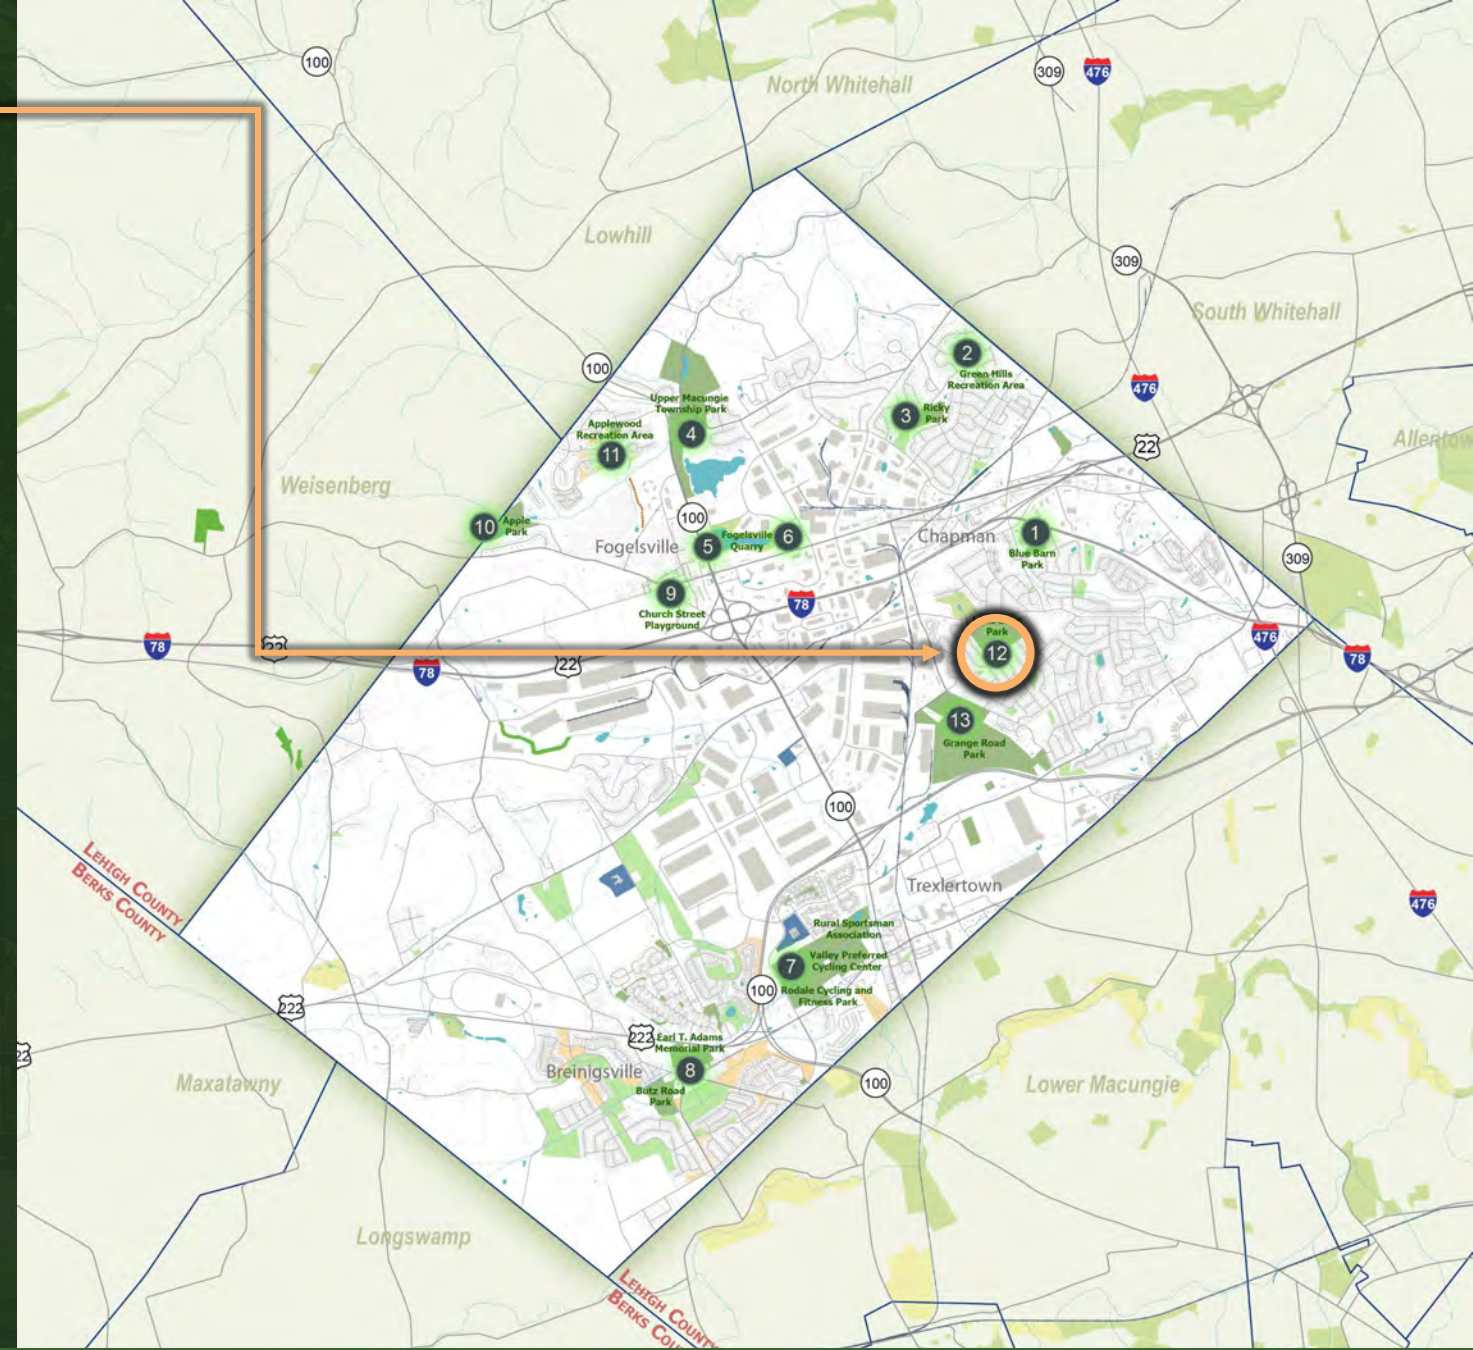 100
North Whitehall
309
476
Lowhill
309
South Whitehall
100
2
Green Hills
Recreation Area
476
Upper Macungie
Township Park
3
Ricky
Park
4
Applewood
Recreation Area
11
22
Weisenberg
100
10
Apple
Park
Fogelsville
5
Fogelsville
Quarry
6
Chapman
1
Blue Barn
Park
309
9
Church Street
Playground
78
78
22
78
22
Park
12
476
78
13
Grange Road
Park
100
LEHIGH COUNTY
BERKS COUNTY
Trexlertown
476
Rural Sportsman
Association
7
Valley Preferred
Cycling Center
100
Rodale Cycling and
Fitness Park
222
222
Earl T. Adams
Memorial Park
Breinigsville
8
Butz Road
Park
Maxatawny
100
Lower Macungie
Longswamp
LEHIGH COUNTY
BERKS